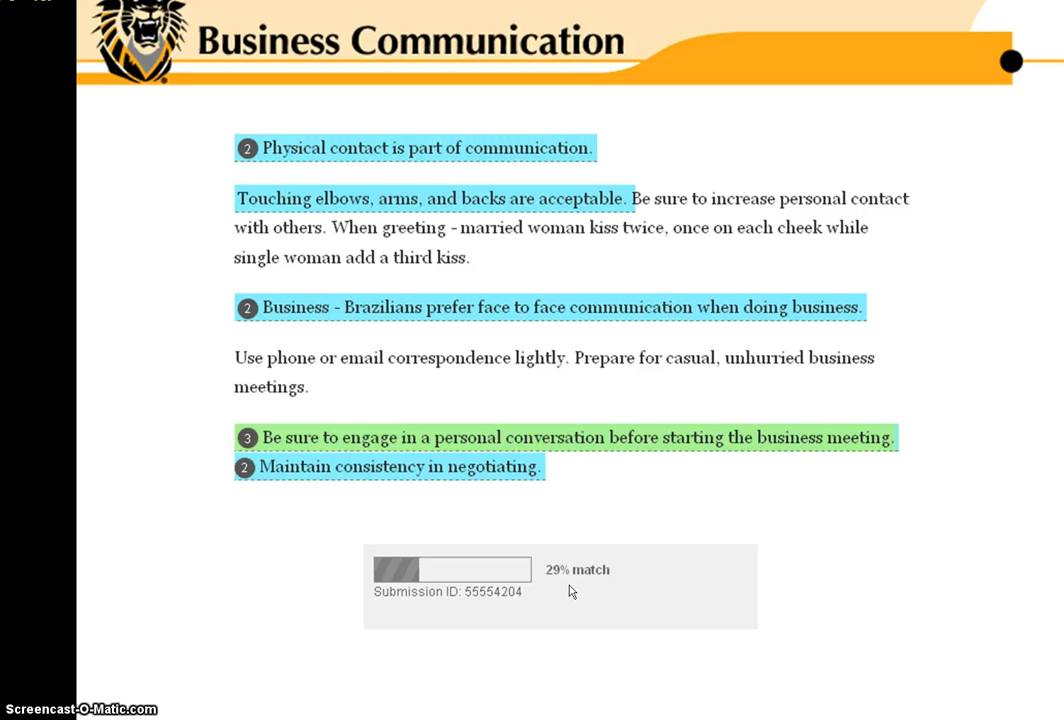 Business Communication
2 Physical contact is part of communication.
Touching elbows, arms, and backs are acceptable. Be sure to increase personal contact
with others. When greeting - married woman kiss twice, once on each cheek while
single woman add a third kiss.
2 Business - Brazilians prefer face to face communication when doing business.
Use phone or email correspondence lightly. Prepare for casual, unhurried business
meetings.
3 Be sure to engage in a personal conversation before starting the business meeting.
2 Maintain consistency in negotiating.
29% match
Submission ID: 55554204
Screencast-O-Matic.com